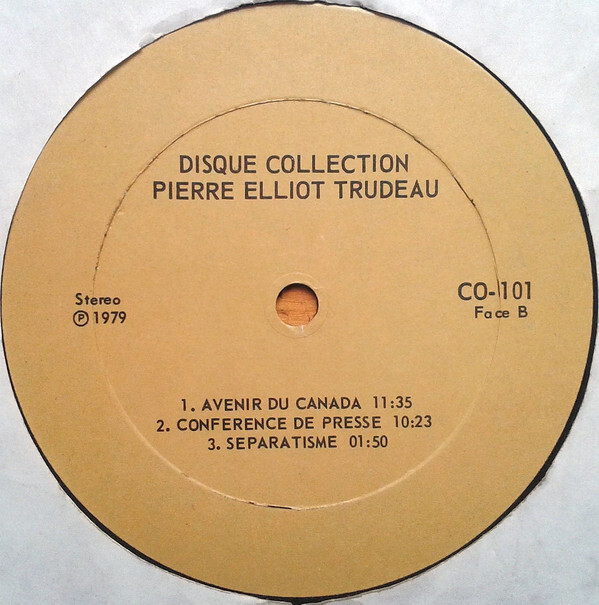 DISQUE COLLECTION
PIERRE ELLIOT TRUDEAU
Stereo
℗ 1979
CO-101
Face B
1. AVENIR DU CANADA 11:35
2. CONFERENCE DE PRESSE 10:23
3. SEPARATISME 01:50